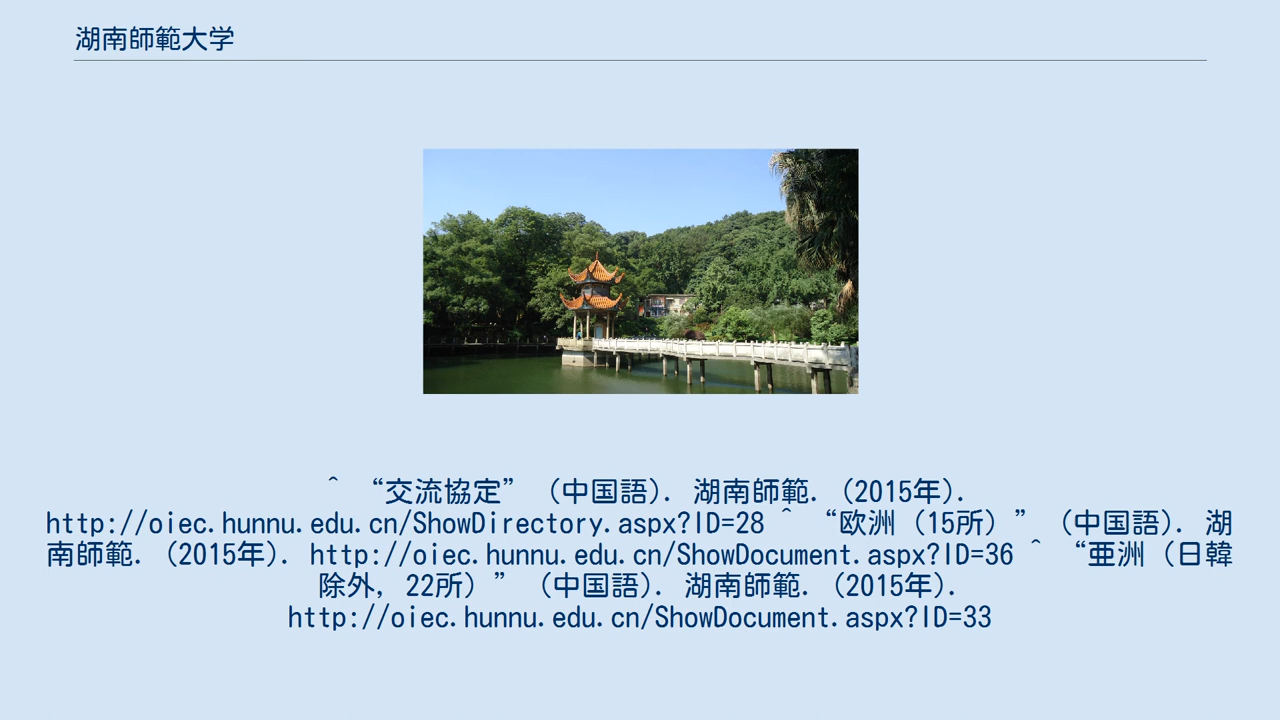 湖南師範大学
^ “交流協定” (中国語). 湖南師範. (2015年).
http://oiec.hunnu.edu.cn/ShowDirectory.aspx?ID=28 ^ “欧洲（15所）” (中国語). 湖
南師範. (2015年). http://oiec.hunnu.edu.cn/ShowDocument.aspx?ID=36 ^ “亜洲（日韓
除外, 22所）” (中国語). 湖南師範. (2015年).
http://oiec.hunnu.edu.cn/ShowDocument.aspx?ID=33